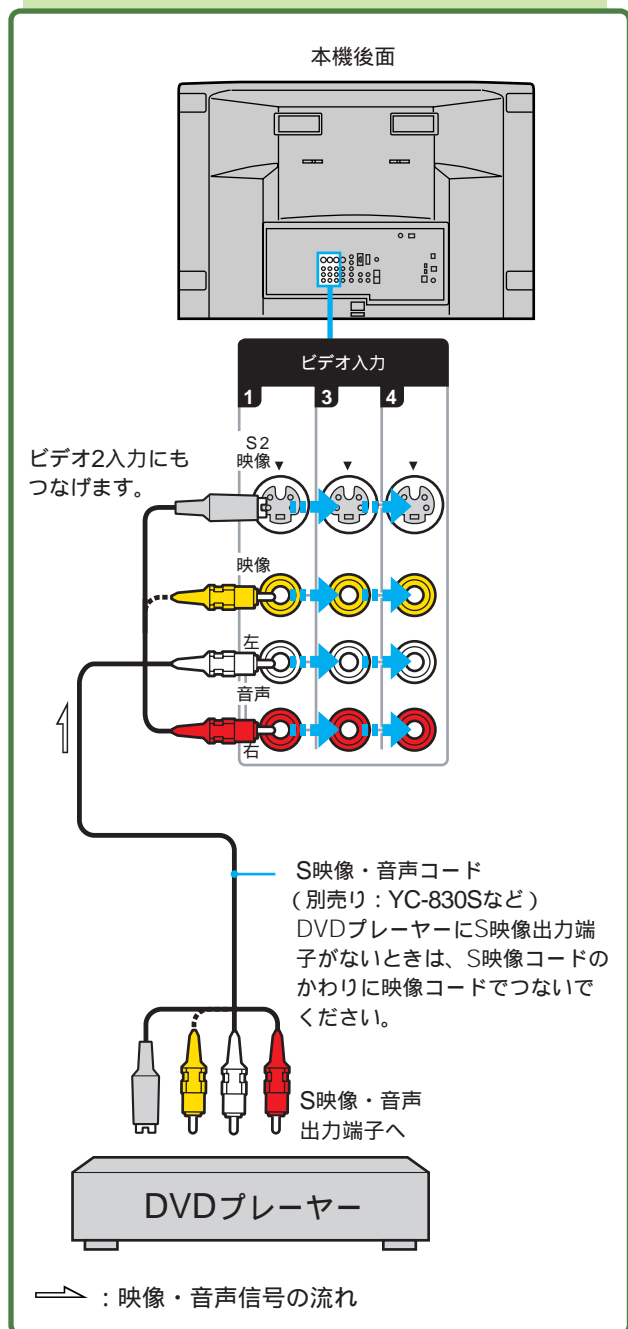 本機後面
ビデオ入力
1 3 4
S2
映像
ビデオ2入力にも
つなげます。
映像
左
音声
右
S映像・音声コード
(別売り:YC-830Sなど)
DVDプレーヤーにS映像出力端
子がないときは、S映像コードの
かわりに映像コードでつないで
ください。
S映像・音声
出力端子へ
DVDプレーヤー
:映像・音声信号の流れ